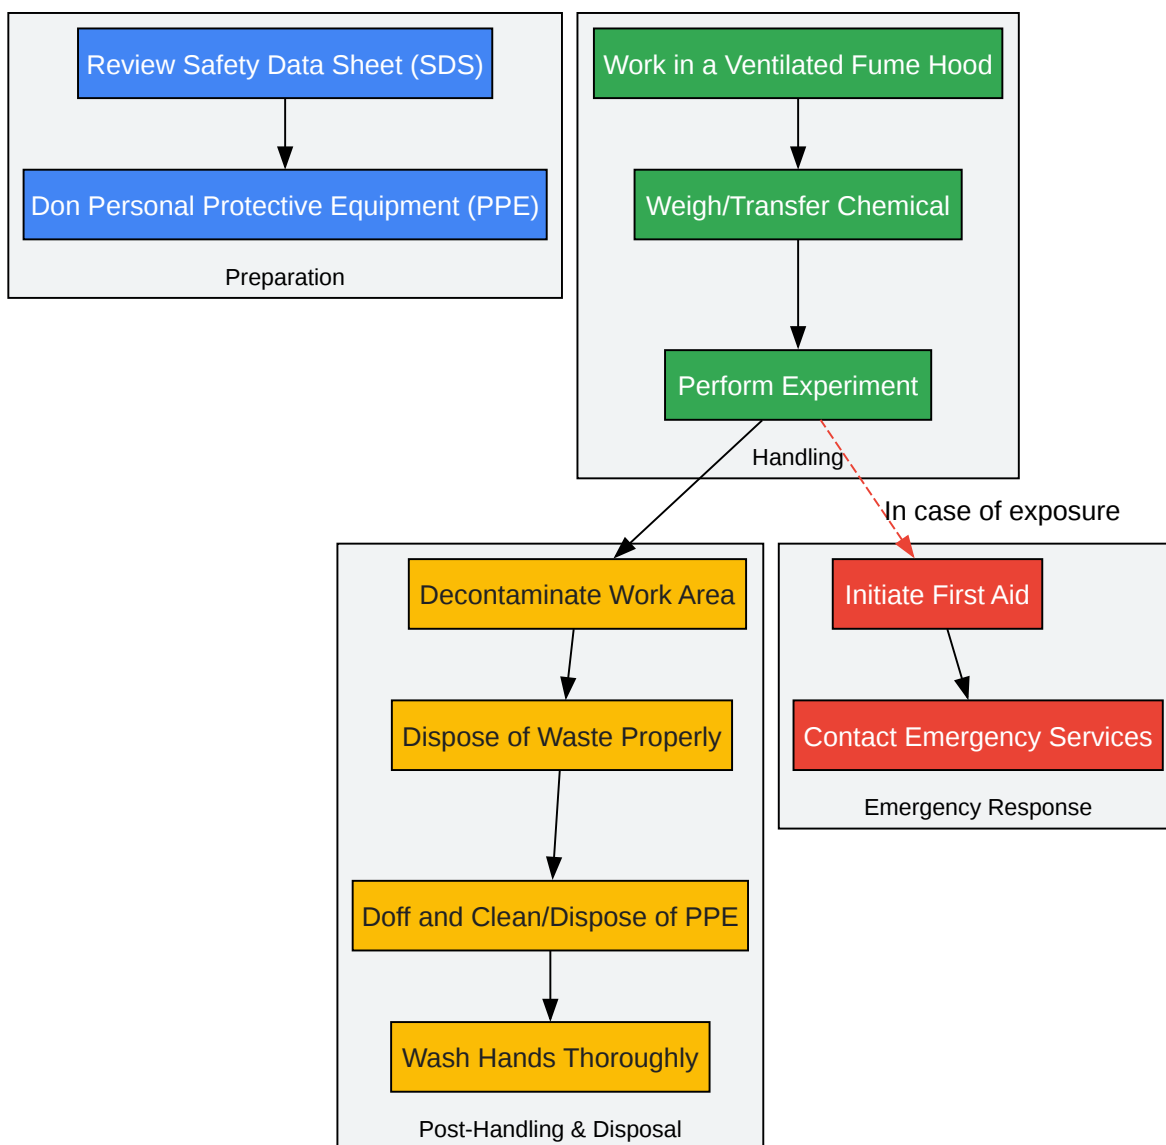 Review Safety Data Sheet (SDS)
Don Personal Protective Equipment (PPE)
Preparation
Work in a Ventilated Fume Hood
Weigh/Transfer Chemical
Perform Experiment
Handling
In case of exposure
Decontaminate Work Area
Dispose of Waste Properly
Doff and Clean/Dispose of PPE
Wash Hands Thoroughly
Post-Handling & Disposal
Initiate First Aid
Contact Emergency Services
Emergency Response